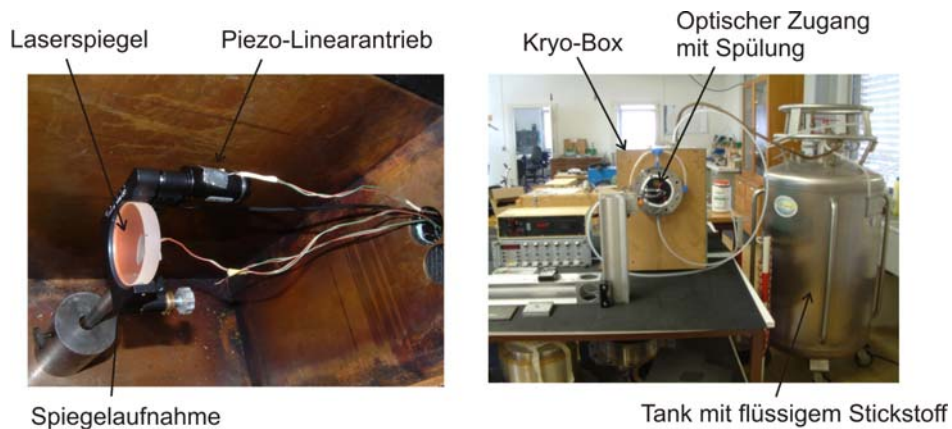 Laserspiegel
Piezo-Linearantrieb
Spiegelaufnahme
Kryo-Box
Optischer Zugang
mit Spülung
Tank mit flüssigem Stickstoff